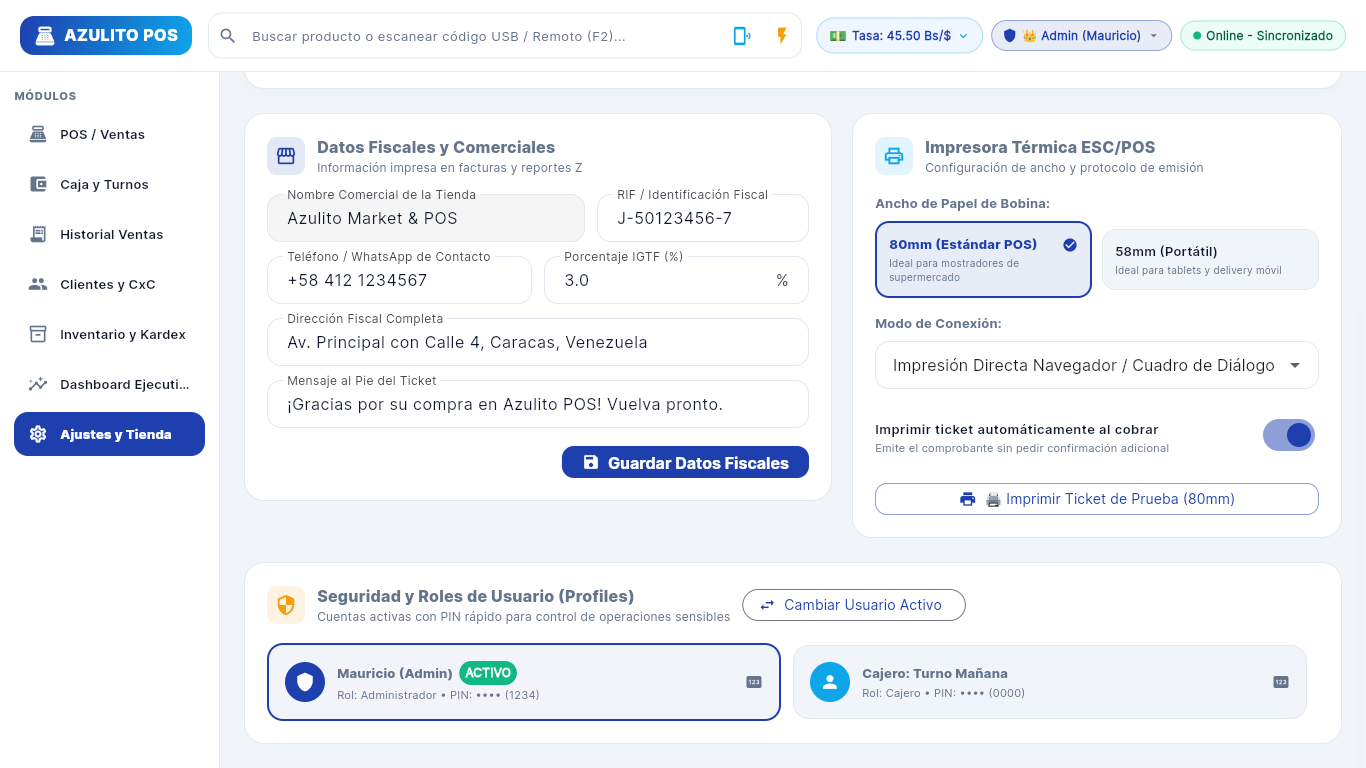 AZULITO POS
Buscar producto o escanear código USB / Remoto (F2)...
Tasa: 45.50 Bs/$
Admin (Mauricio)
Online - Sincronizado
MÓDULOS
POS / Ventas
Caja y Turnos
Historial Ventas
Clientes y CxC
Inventario y Kardex
Dashboard Ejecuti...
Ajustes y Tienda
Datos Fiscales y Comerciales
Información impresa en facturas y reportes Z
Nombre Comercial de la Tienda
Azulito Market & POS
RIF / Identificación Fiscal
J-50123456-7
Teléfono / WhatsApp de Contacto
+58 412 1234567
Porcentaje IGTF (%)
3.0 %
Dirección Fiscal Completa
Av. Principal con Calle 4, Caracas, Venezuela
Mensaje al Pie del Ticket
¡Gracias por su compra en Azulito POS! Vuelva pronto.
Guardar Datos Fiscales
Impresora Térmica ESC/POS
Configuración de ancho y protocolo de emisión
Ancho de Papel de Bobina:
80mm (Estándar POS)
Ideal para mostradores de
supermercado
58mm (Portátil)
Ideal para tablets y delivery móvil
Modo de Conexión:
Impresión Directa Navegador / Cuadro de Diálogo
Imprimir ticket automáticamente al cobrar
Emite el comprobante sin pedir confirmación adicional
Imprimir Ticket de Prueba (80mm)
Seguridad y Roles de Usuario (Profiles)
Cuentas activas con PIN rápido para control de operaciones sensibles
Cambiar Usuario Activo
Mauricio (Admin) ACTIVO
Rol: Administrador • PIN: •••• (1234)
123
Cajero: Turno Mañana
Rol: Cajero • PIN: •••• (0000)
123